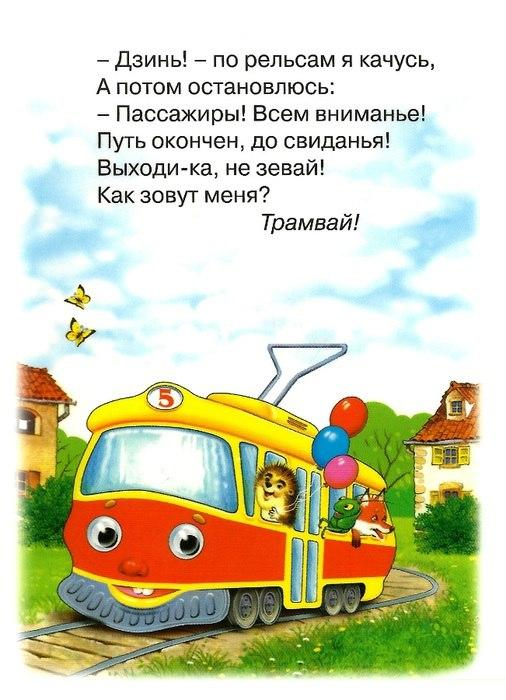 – Дзинь! – по рельсам я качусь,
А потом остановлюсь:
– Пассажиры! Всем вниманье!
Путь окончен, до свиданья!
Выходи-ка, не зевай!
Как зовут меня?
Трамвай!
5